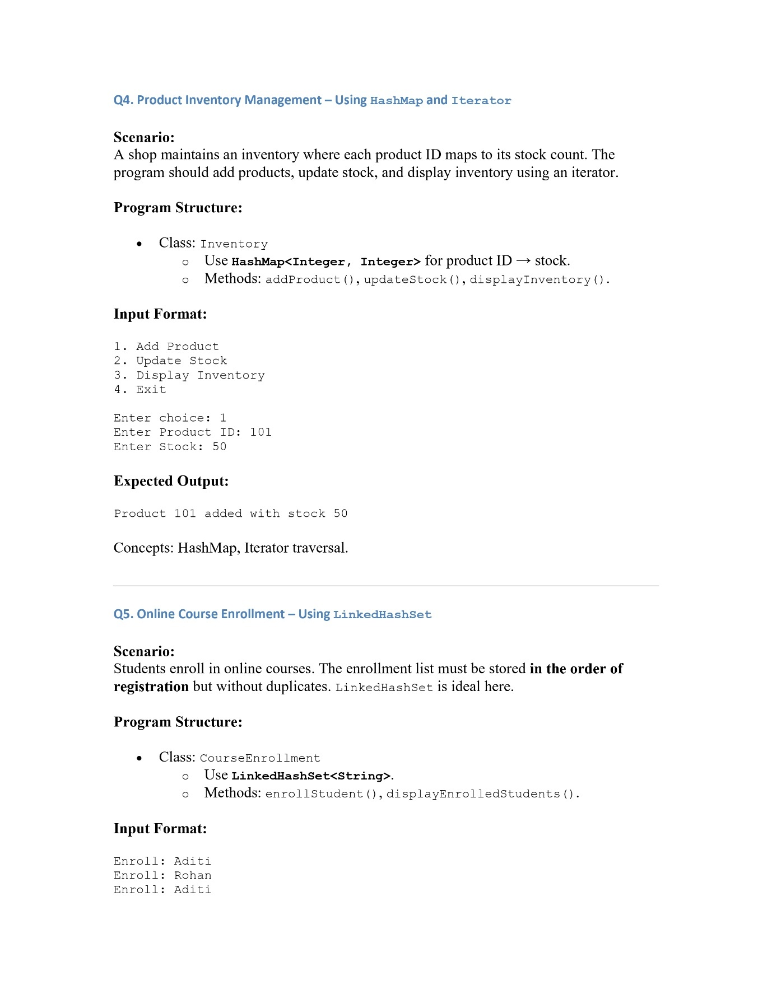 Q4. Product Inventory Management – Using HashMap and Iterator
Scenario:
A shop maintains an inventory where each product ID maps to its stock count. The
program should add products, update stock, and display inventory using an iterator.
Program Structure:
• Class: Inventory
o Use HashMap<Integer, Integer> for product ID → stock.
o Methods: addProduct(), updateStock(), displayInventory().
Input Format:
1. Add Product
2. Update Stock
3. Display Inventory
4. Exit
Enter choice: 1
Enter Product ID: 101
Enter Stock: 50
Expected Output:
Product 101 added with stock 50
Concepts: HashMap, Iterator traversal.
Q5. Online Course Enrollment – Using LinkedHashSet
Scenario:
Students enroll in online courses. The enrollment list must be stored in the order of
registration but without duplicates. LinkedHashSet is ideal here.
Program Structure:
• Class: CourseEnrollment
o Use LinkedHashSet<String>.
o Methods: enrollStudent(), displayEnrolledStudents().
Input Format:
Enroll: Aditi
Enroll: Rohan
Enroll: Aditi